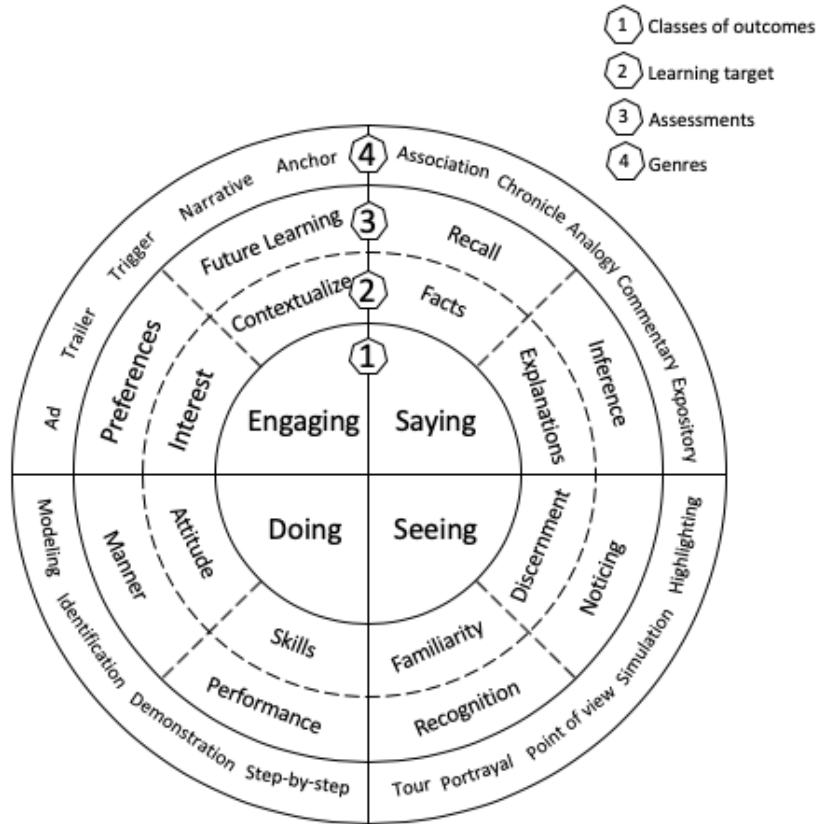 1 Classes of outcomes
2 Learning target
3 Assessments
4 Genres
4
Association
Chronicle
Analogy
Commentary
Expository
Highlighting
Simulation
Point of view
Portrayal
Tour
Step-by-step
Demonstration
Identification
Modeling
Ad
Trailer
Trigger
Narrative
Anchor
3
Recall
Inference
Noticing
Recognition
Performance
Manner
Preferences
Future Learning
2
Facts
Explanations
Discernment
Familiarity
Skills
Attitude
Interest
Contextualize
1
Engaging
Saying
Doing
Seeing